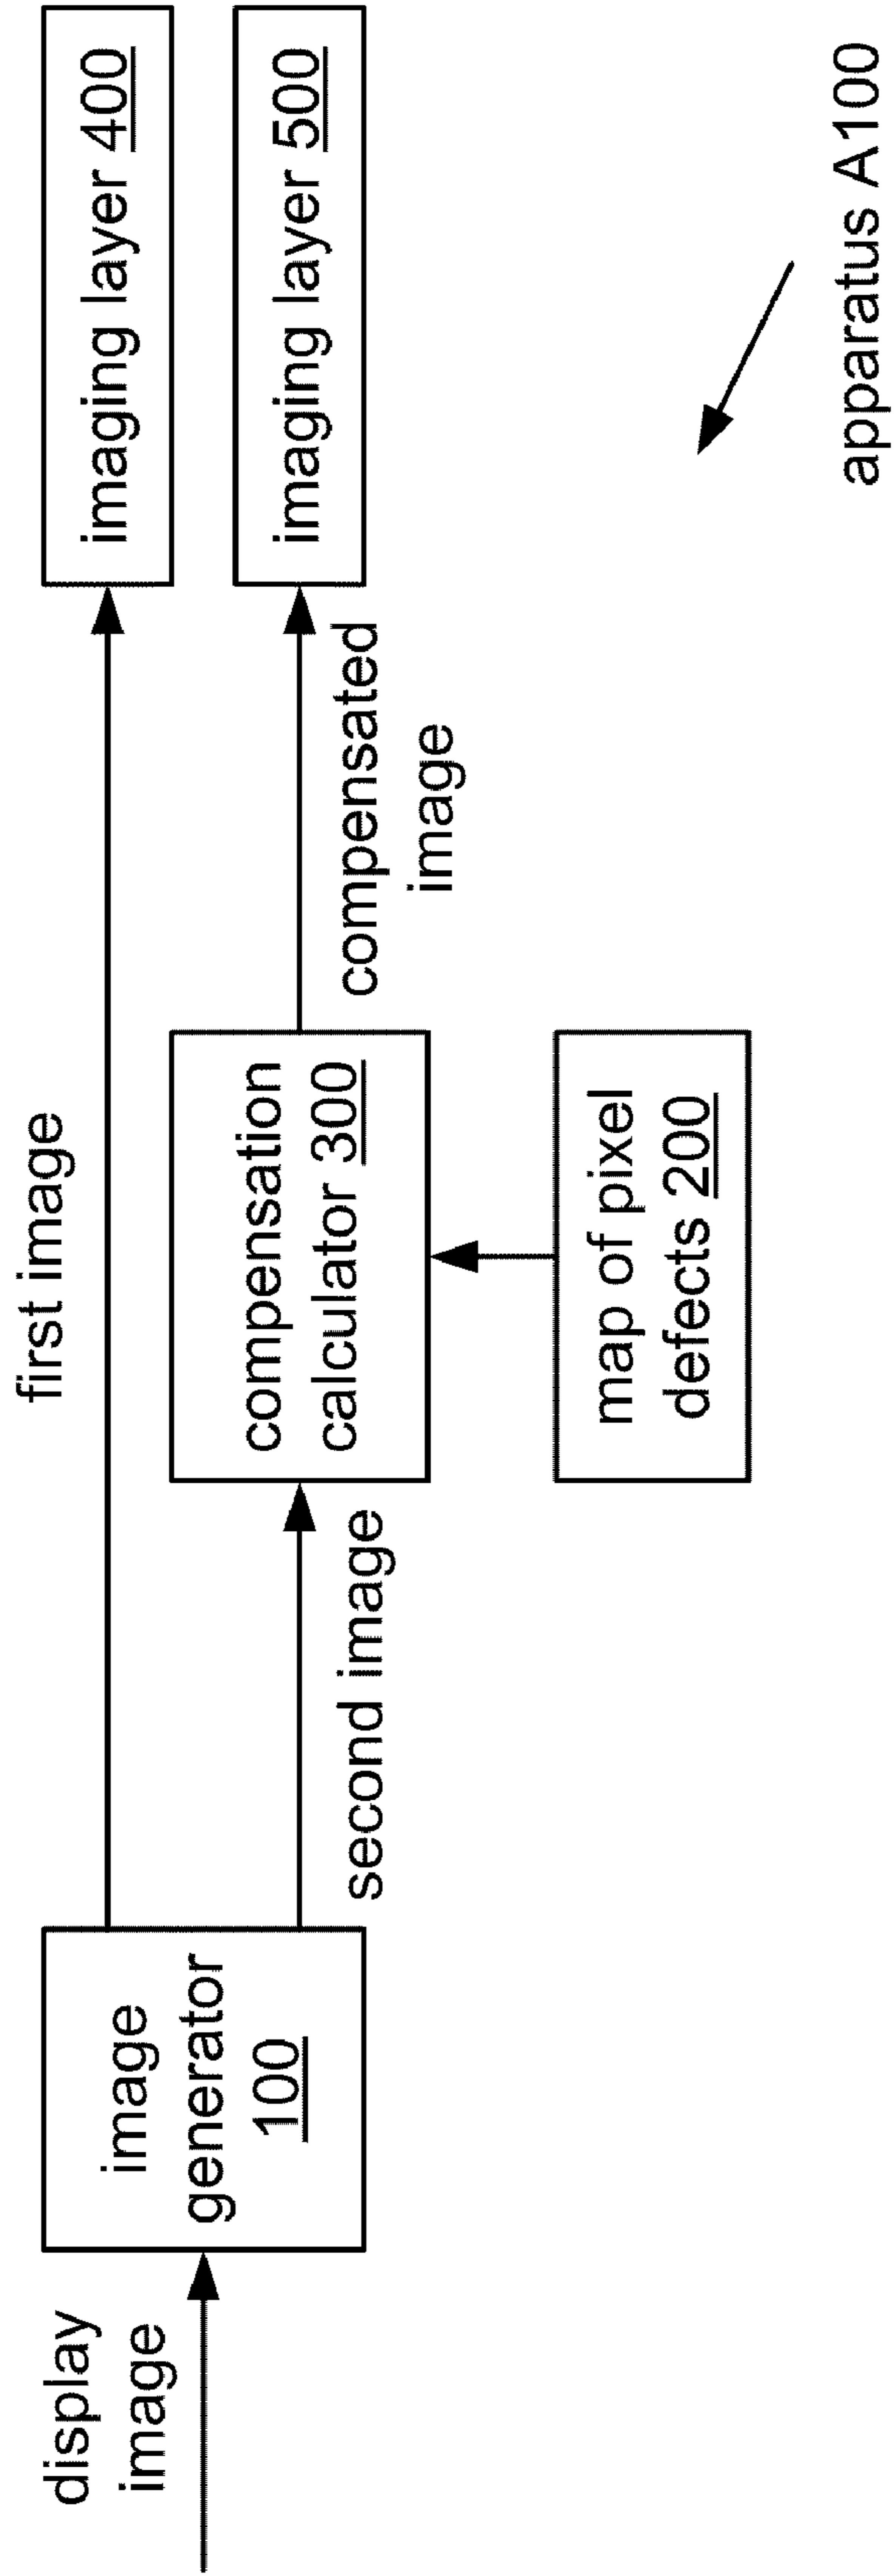 display
image
image
generator
100
first image
second image
compensation
calculator 300
map of pixel
defects 200
compensated
image
imaging layer 400
imaging layer 500
apparatus A100